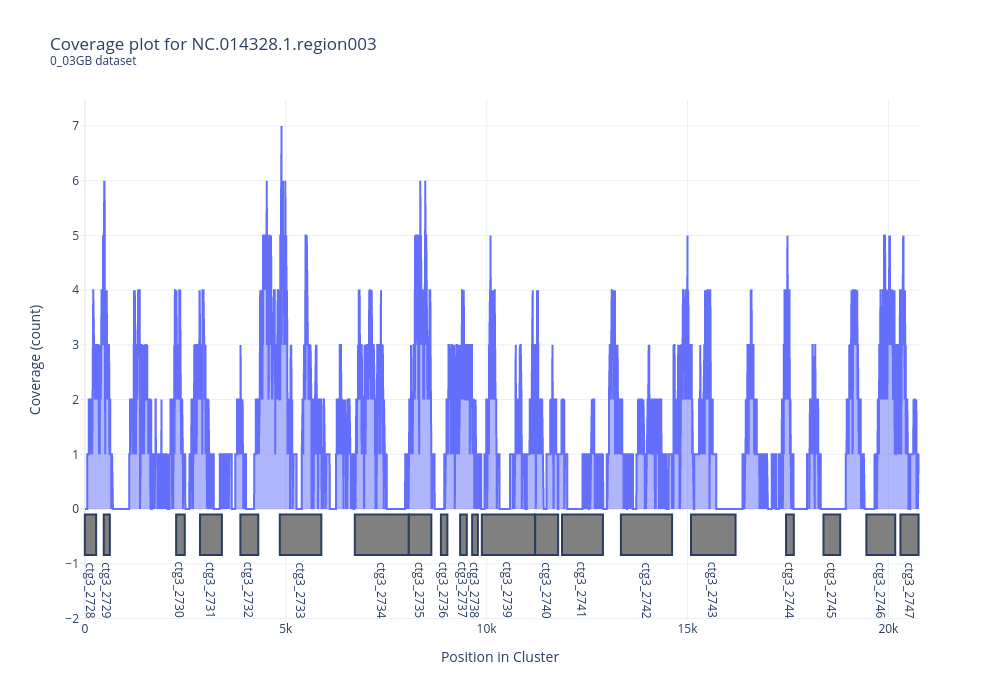 Coverage plot for NC.014328.1.region003
0_03GB dataset
Coverage (count)
7
6
5
4
3
2
1
0
−1
−2
ctg3_2728
ctg3_2729
ctg3_2730
ctg3_2731
ctg3_2732
ctg3_2733
ctg3_2734
ctg3_2735
ctg3_2736
ctg3_2737
ctg3_2738
ctg3_2739
ctg3_2740
ctg3_2741
ctg3_2742
ctg3_2743
ctg3_2744
ctg3_2745
ctg3_2746
ctg3_2747
0
5k
10k
15k
20k
Position in Cluster